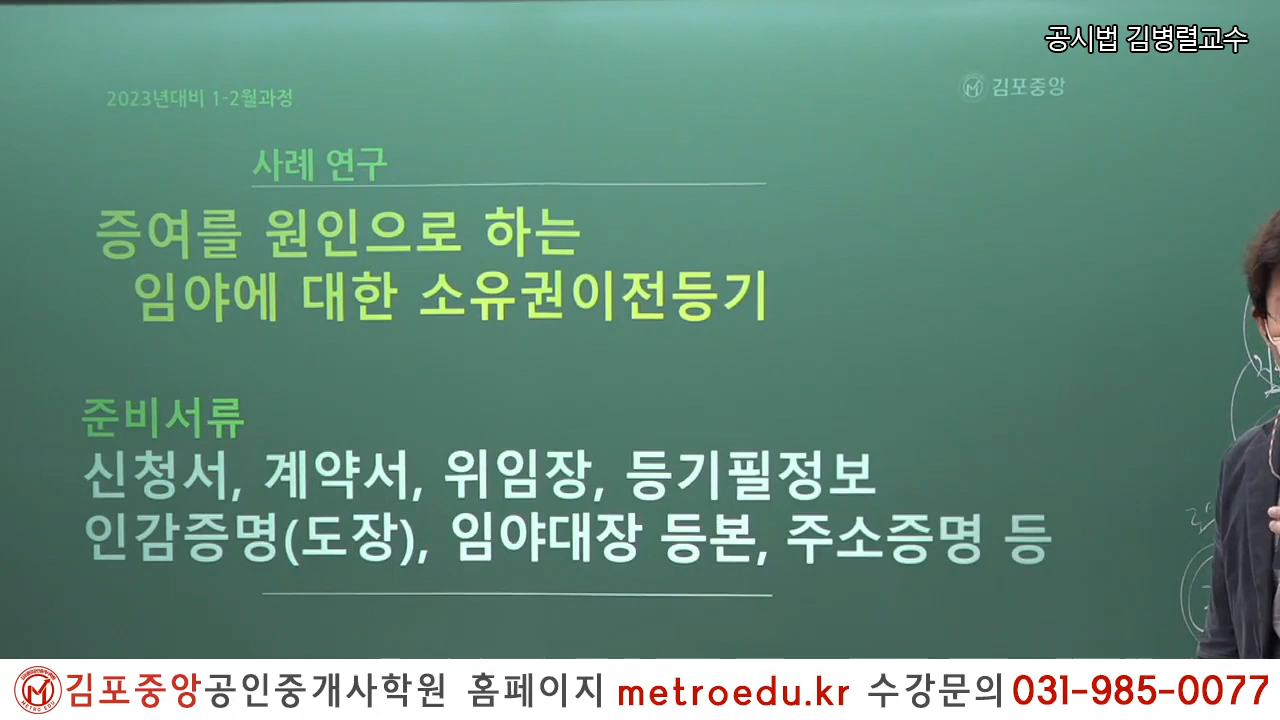 공시법 김병렬교수
2023년대비 1-2월과정
김포중앙
사례 연구
증여를 원인으로 하는
임야에 대한 소유권이전등기
준비서류
신청서, 계약서, 위임장, 등기필정보
인감증명(도장), 임야대장 등본, 주소증명 등
김포중앙공인중개사학원 홈페이지 metroedu.kr 수강문의 031-985-0077